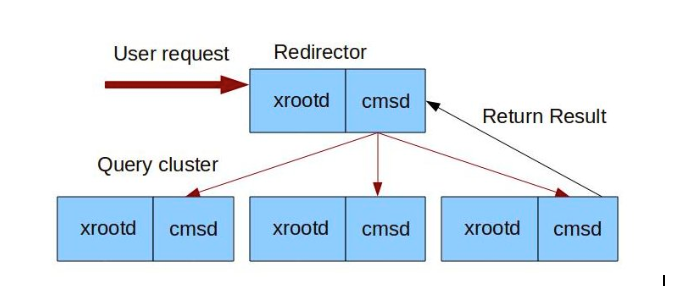 User request
Redirector
xrootd cmsd
Return Result
Query cluster
xrootd cmsd xrootd cmsd xrootd cmsd